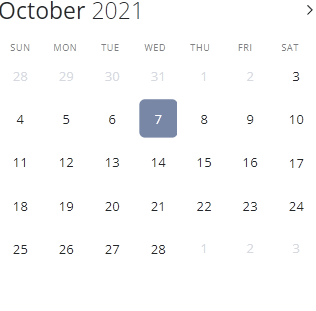 October 2021
SUN MON TUE WED THU FRI SAT
28 29 30 31 1 2 3
4 5 6 7 8 9 10
11 12 13 14 15 16 17
18 19 20 21 22 23 24
25 26 27 28 1 2 3